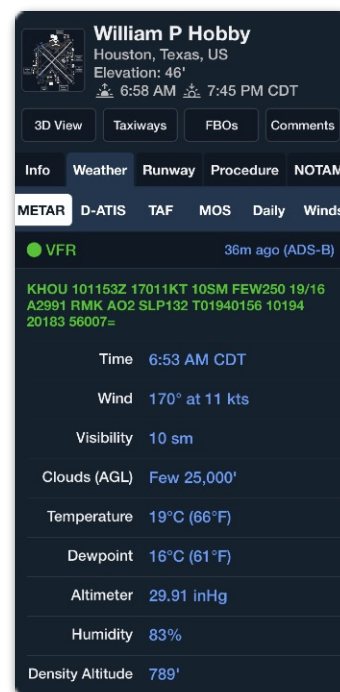 William P Hobby
Houston, Texas, US
Elevation: 46'
6:58 AM 7:45 PM CDT
3D View Taxiways FBOs Comments
Info Weather Runway Procedure NOTAM
METAR D-ATIS TAF MOS Daily Winds
VFR 36m ago (ADS-B)
KHOU 101153Z 17011KT 10SM FEW250 19/16
A2991 RMK AO2 SLP132 T01940156 10194
20183 56007=
Time 6:53 AM CDT
Wind 170° at 11 kts
Visibility 10 sm
Clouds (AGL) Few 25,000'
Temperature 19°C (66°F)
Dewpoint 16°C (61°F)
Altimeter 29.91 inHg
Humidity 83%
Density Altitude 789'